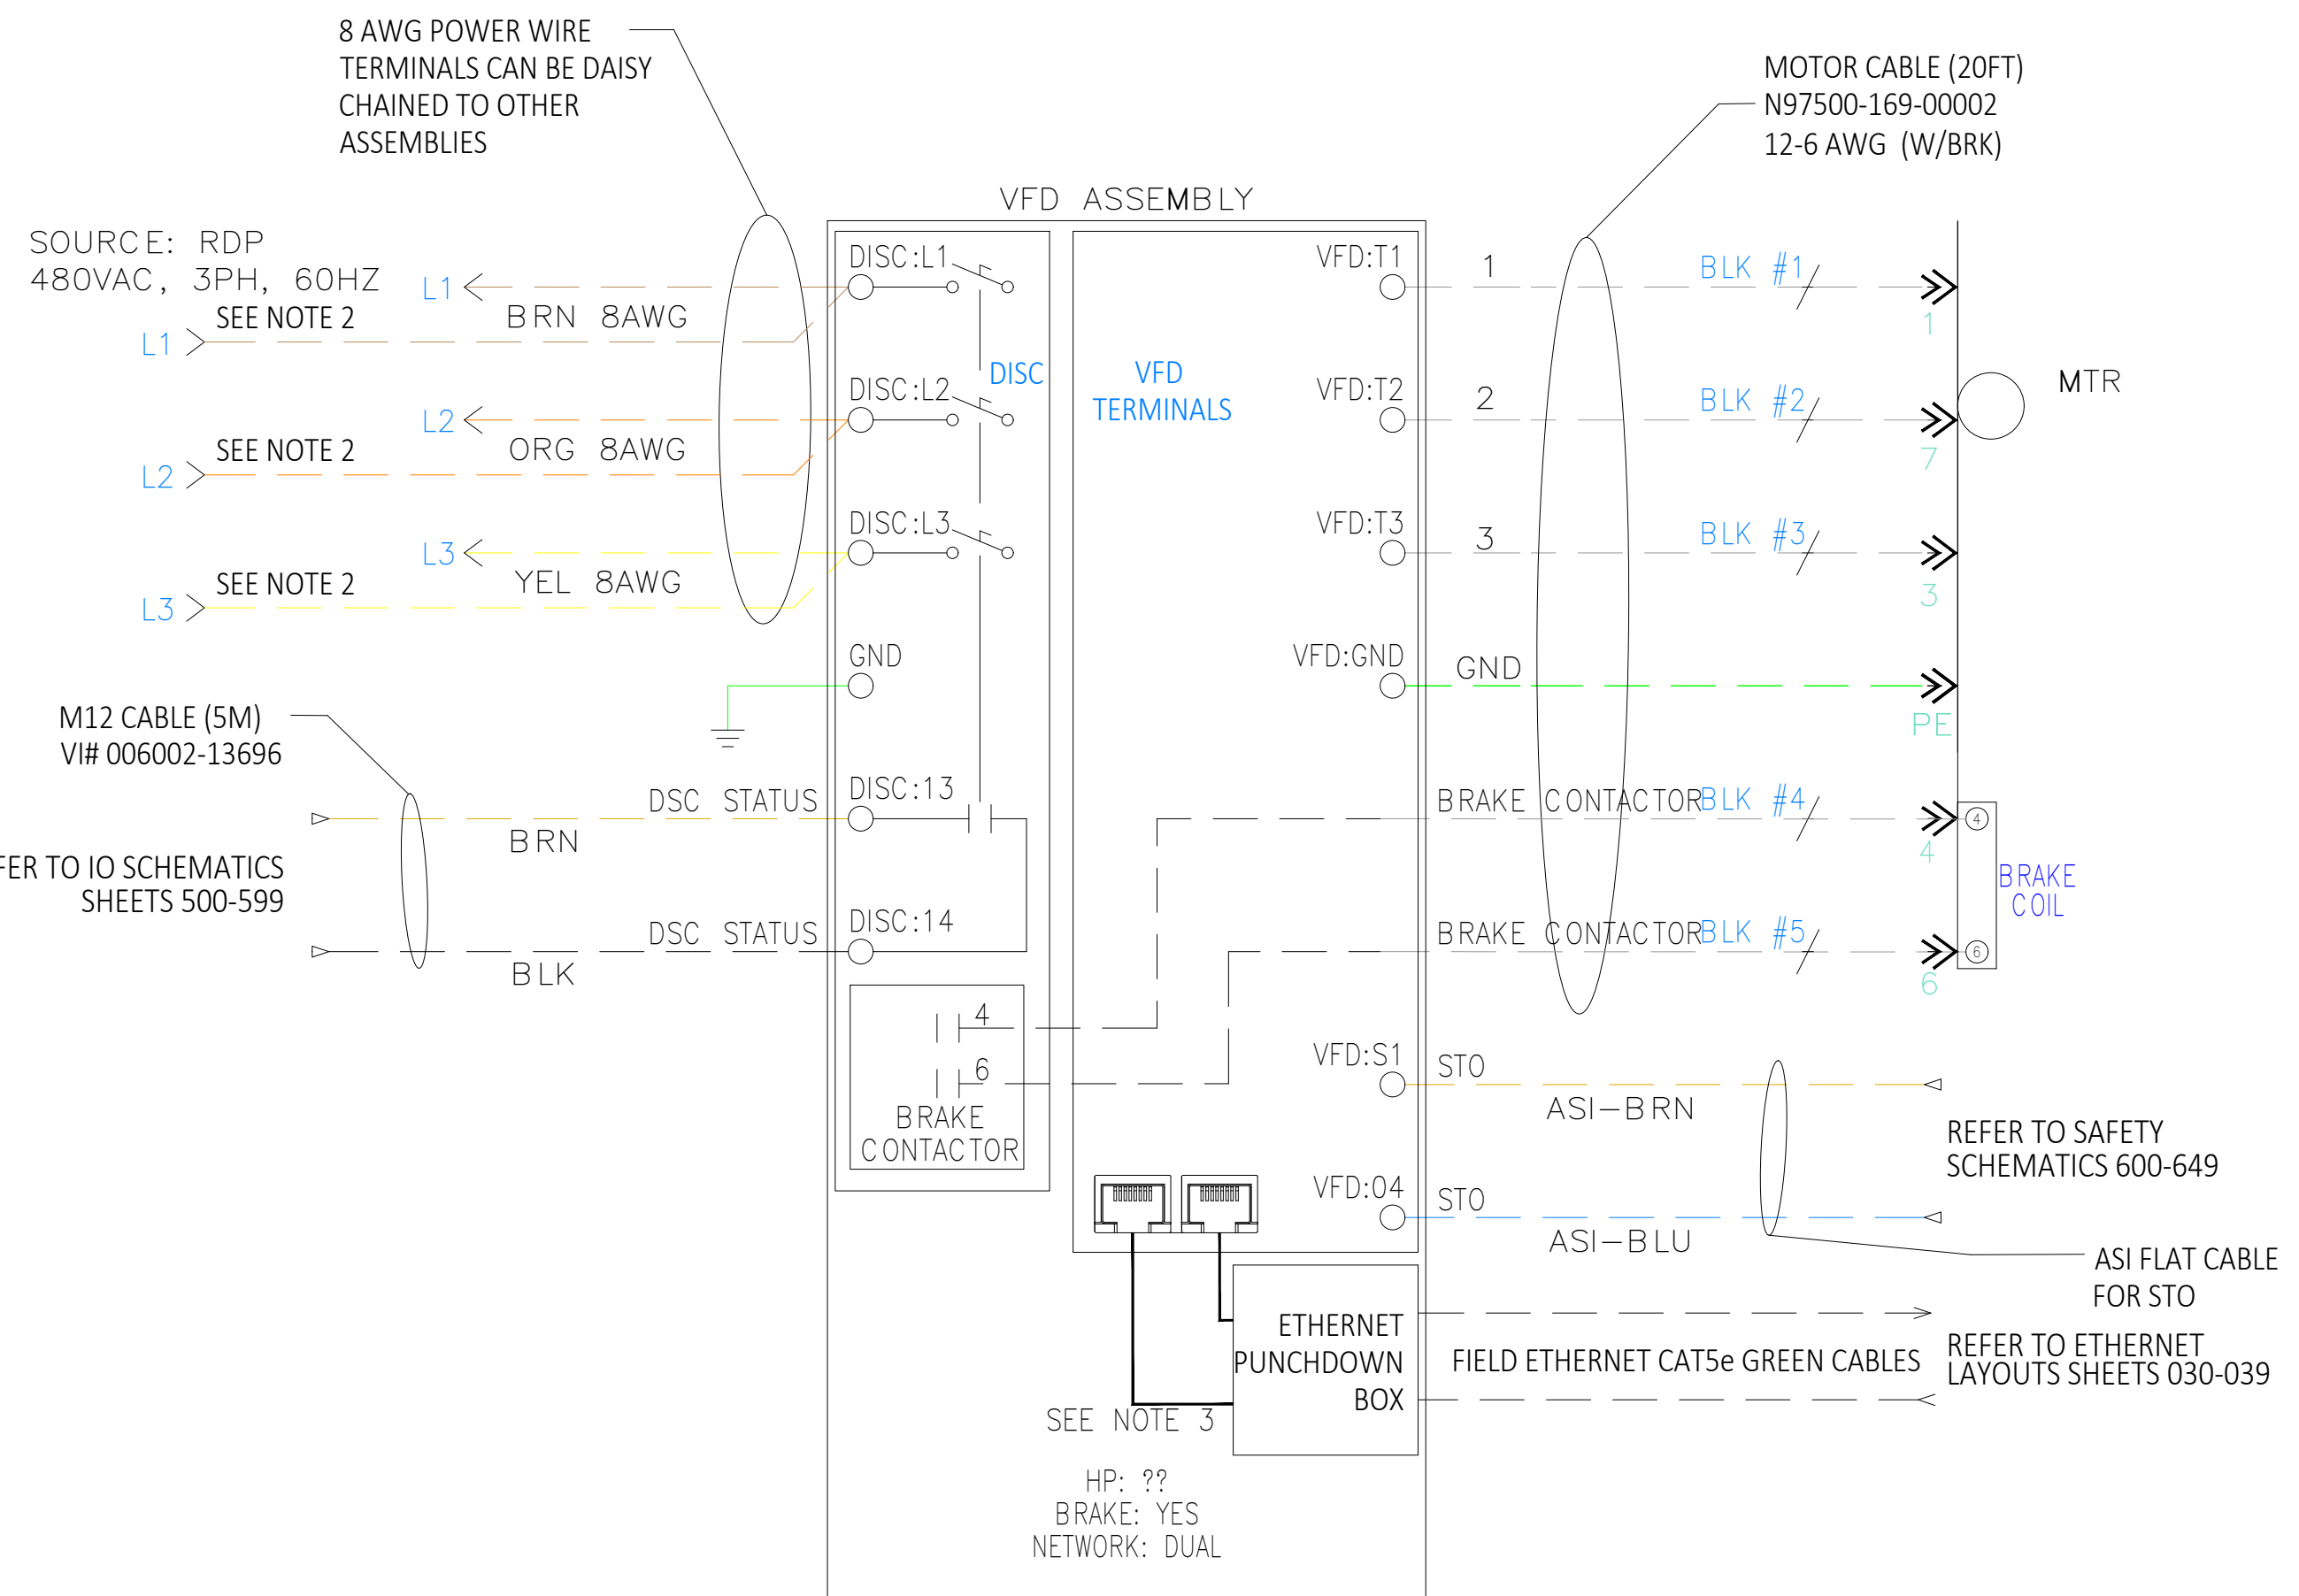 8 AWG POWER WIRE
TERMINALS CAN BE DAISY
CHAINED TO OTHER
ASSEMBLIES
MOTOR CABLE (20FT)
N97500-169-00002
12-6 AWG (W/BRK)
VFD ASSEMBLY
SOURCE: RDP
480VAC, 3PH, 60HZ
L1
SEE NOTE 2
BRN 8AWG
L1
DISC:L1
VFD:T1
1
BLK #1
1
DISC
VFD
TERMINALS
MTR
L2
SEE NOTE 2
ORG 8AWG
L2
DISC:L2
VFD:T2
2
BLK #2
7
L3
SEE NOTE 2
YEL 8AWG
L3
DISC:L3
VFD:T3
3
BLK #3
3
GND
VFD:GND
GND
PE
M12 CABLE (5M)
VI# 006002-13696
DSC STATUS
DISC:13
BRN
BRAKE CONTACTOR
BLK #4
4
4
FER TO IO SCHEMATICS
SHEETS 500-599
BRAKE
COIL
DSC STATUS
DISC:14
BLK
BRAKE CONTACTOR
BLK #5
6
6
4
6
BRAKE
CONTACTOR
VFD:S1
STO
ASI-BRN
REFER TO SAFETY
SCHEMATICS 600-649
VFD:04
STO
ASI-BLU
ASI FLAT CABLE
FOR STO
ETHERNET
PUNCHDOWN
BOX
FIELD ETHERNET CAT5e GREEN CABLES
REFER TO ETHERNET
LAYOUTS SHEETS 030-039
SEE NOTE 3
HP: ??
BRAKE: YES
NETWORK: DUAL